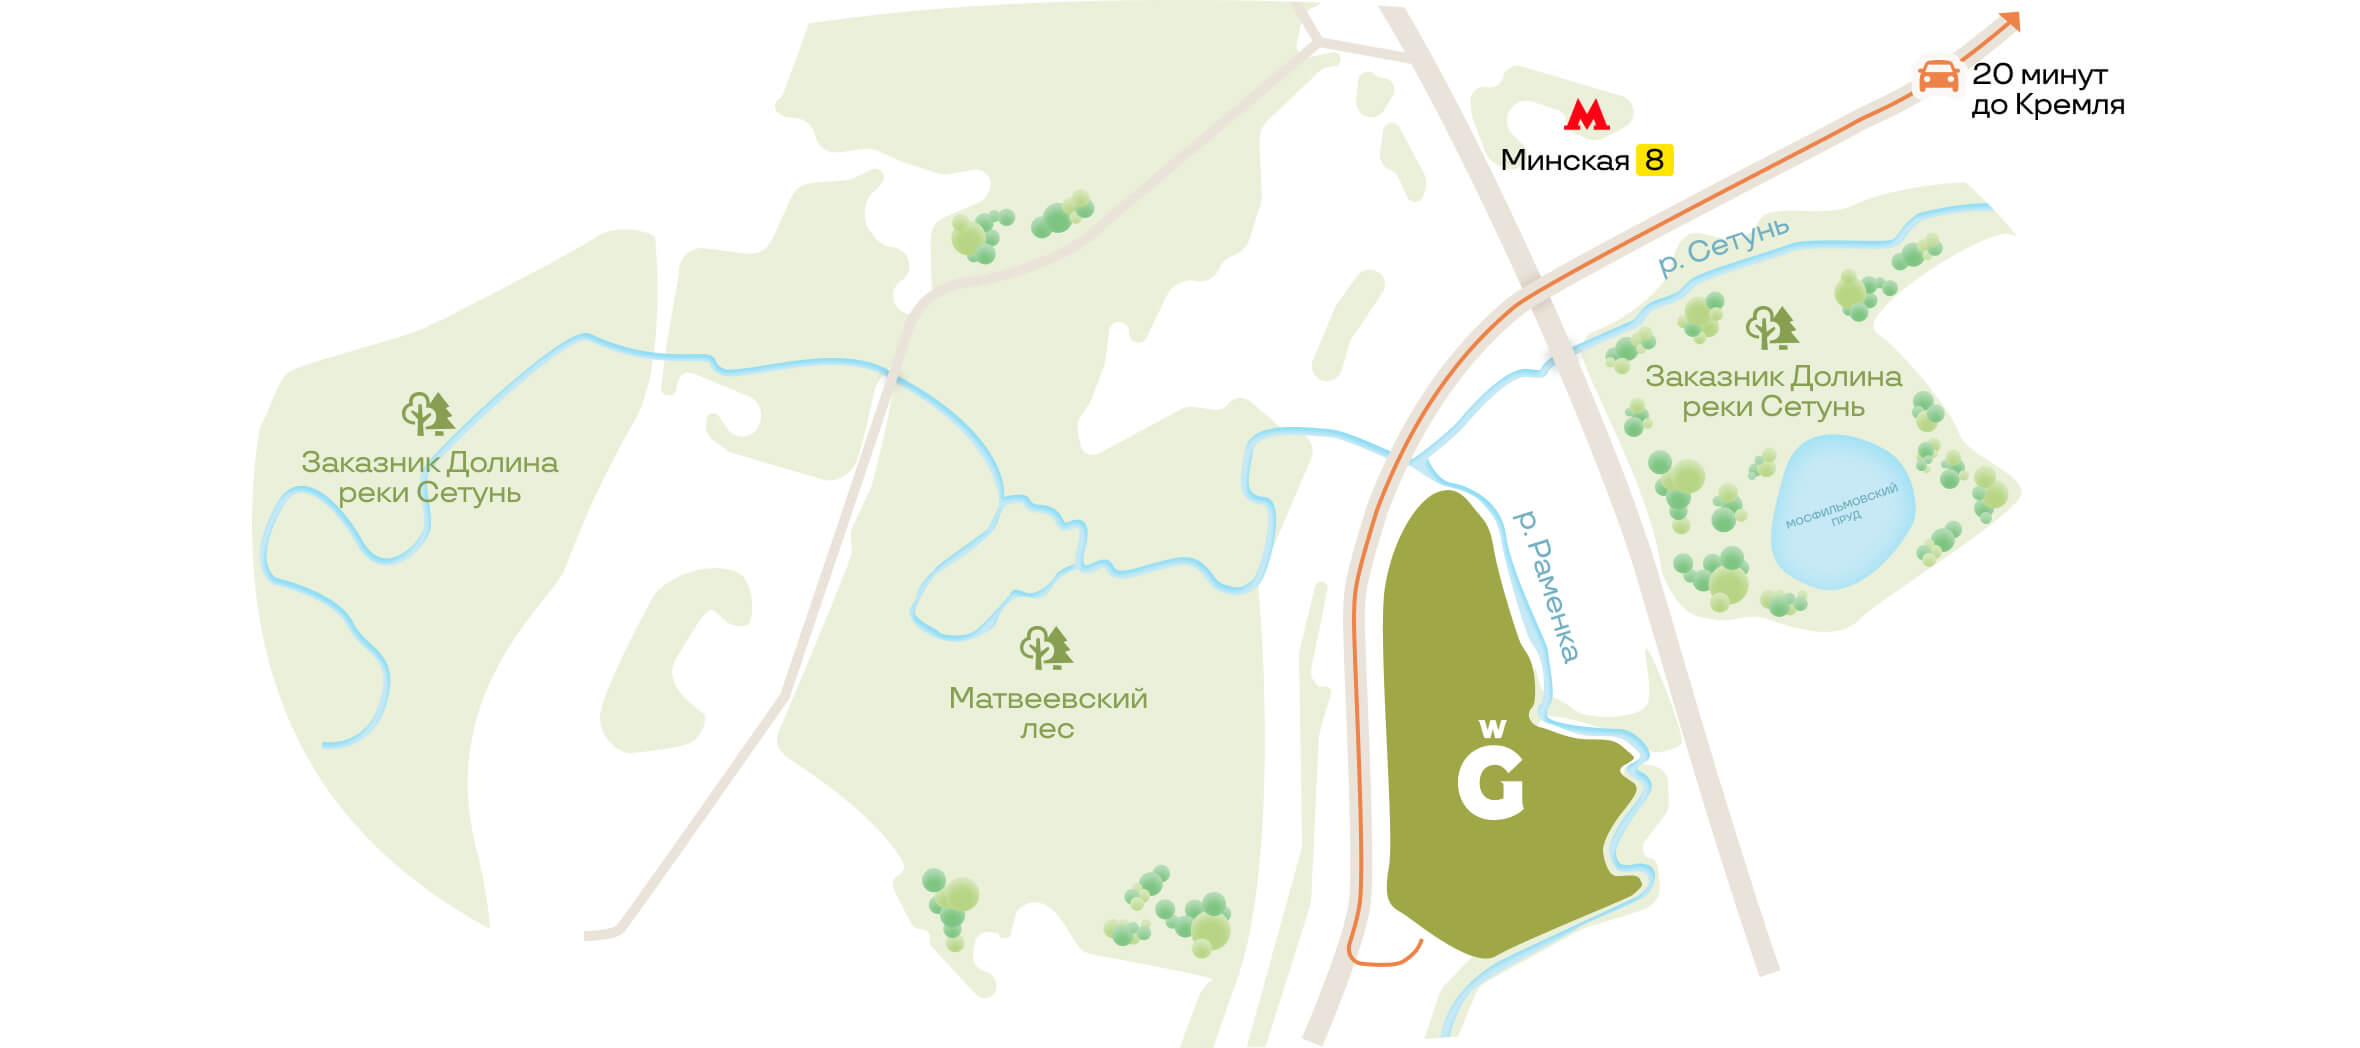 20 минут
до Кремля
Минская 8
р. Сетунь
Заказник Долина
реки Сетунь
Заказник Долина
реки Сетунь
МОСФИЛЬМОВСКИЙ
ПРУД
р. Раменка
Матвеевский
лес
W
G